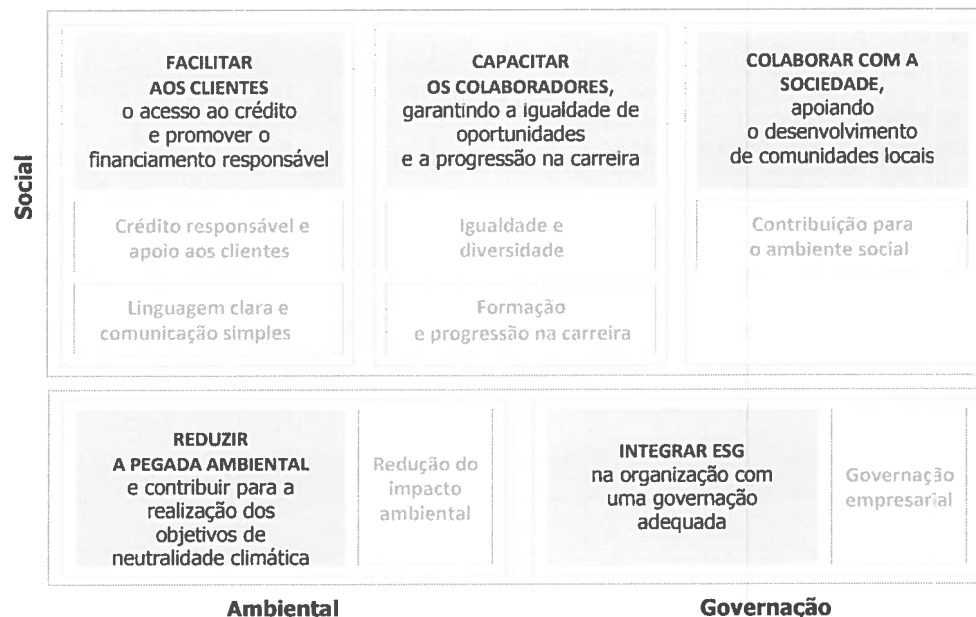 Social
FACILITAR
AOS CLIENTES
o acesso ao crédito
e promover o
financiamento responsável
Crédito responsável e
apoio aos clientes
Linguagem clara e
comunicação simples
CAPACITAR
OS COLABORADORES,
garantindo a igualdade de
oportunidades
e a progressão na carreira
Igualdade e
diversidade
Formação
e progressão na carreira
COLABORAR COM A
SOCIEDADE,
apoiando
o desenvolvimento
de comunidades locais
Contribuição para
o ambiente social
REDUZIR
A PEGADA AMBIENTAL
e contribuir para a
realização dos
objetivos de
neutralidade climática
Redução do
impacto
ambiental
INTEGRAR ESG
na organização com
uma governação
adequada
Governação
empresarial
Ambiental
Governação